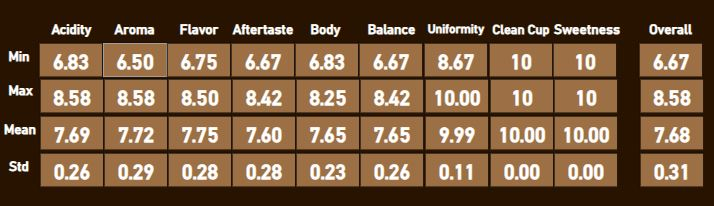 Acidity Aroma Flavor Aftertaste Body Balance Uniformity Clean Cup Sweetness Overall
Min 6.83 6.50 6.75 6.67 6.83 6.67 8.67 10 10 6.67
Max 8.58 8.58 8.50 8.42 8.25 8.42 10.00 10 10 8.58
Mean 7.69 7.72 7.75 7.60 7.65 7.65 9.99 10.00 10.00 7.68
Std 0.26 0.29 0.28 0.28 0.23 0.26 0.11 0.00 0.00 0.31